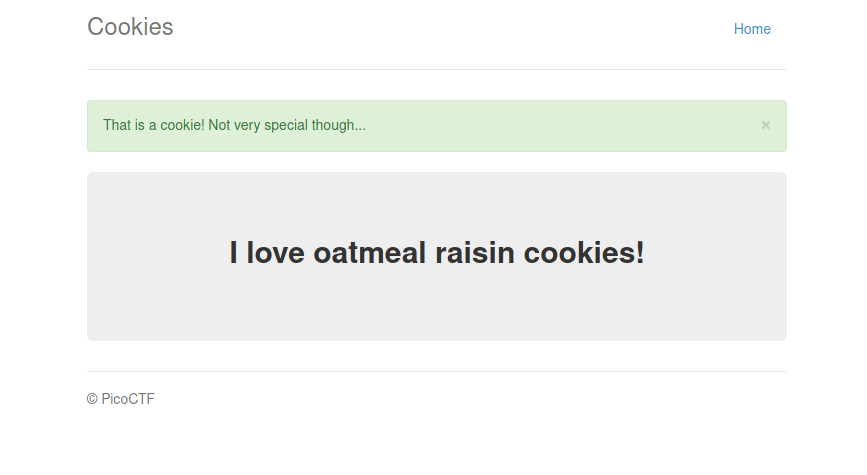 Cookies
Home
That is a cookie! Not very special though...
×
I love oatmeal raisin cookies!
© PicoCTF